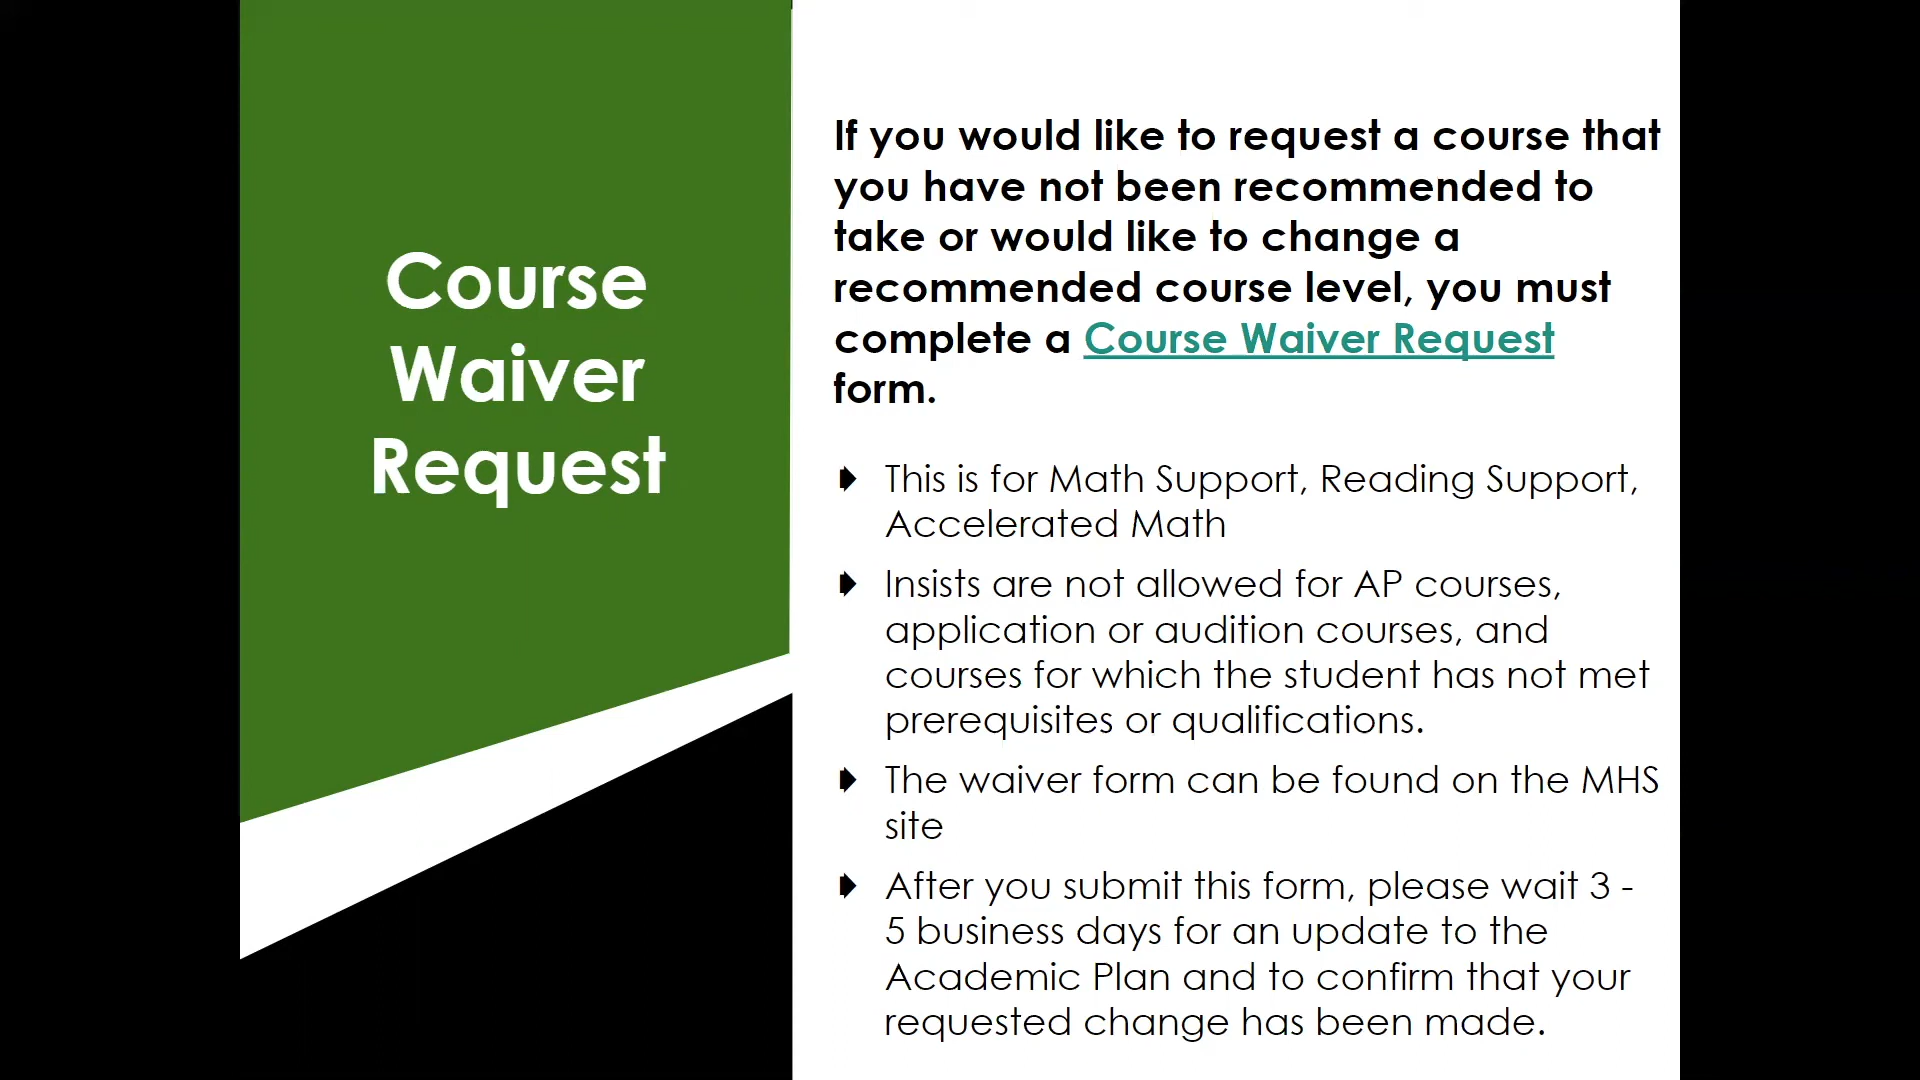 Course
Waiver
Request
If you would like to request a course that
you have not been recommended to
take or would like to change a
recommended course level, you must
complete a Course Waiver Request
form.
This is for Math Support, Reading Support,
Accelerated Math
Insists are not allowed for AP courses,
application or audition courses, and
courses for which the student has not met
prerequisites or qualifications.
The waiver form can be found on the MHS
site
After you submit this form, please wait 3 -
5 business days for an update to the
Academic Plan and to confirm that your
requested change has been made.